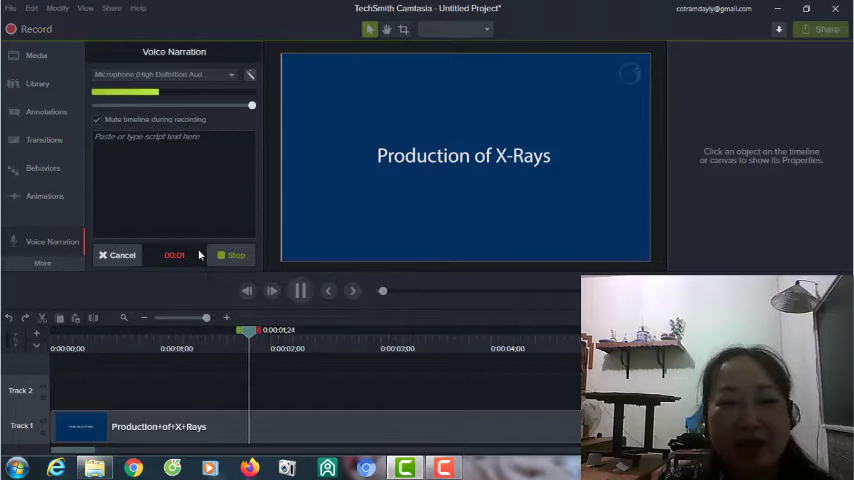 File Edit Modify View Share Help
TechSmith Camtasia - Untitled Project*
cotramdayly@gmail.com
Record
Share
Media
Library
Annotations
Transitions
Behaviors
Animations
Voice Narration
More
Voice Narration
Microphone (High Definition Aud
Mute timeline during recording
Paste or type script text here
Cancel
00:01
Stop
Production of X-Rays
Click an object on the timeline
or canvas to show its Properties.
0:00:01;24
0:00:00;00
0:00:01;00
0:00:02;00
0:00:03;00
0:00:04;00
Track 2
Track 1
Production+of+X+Rays